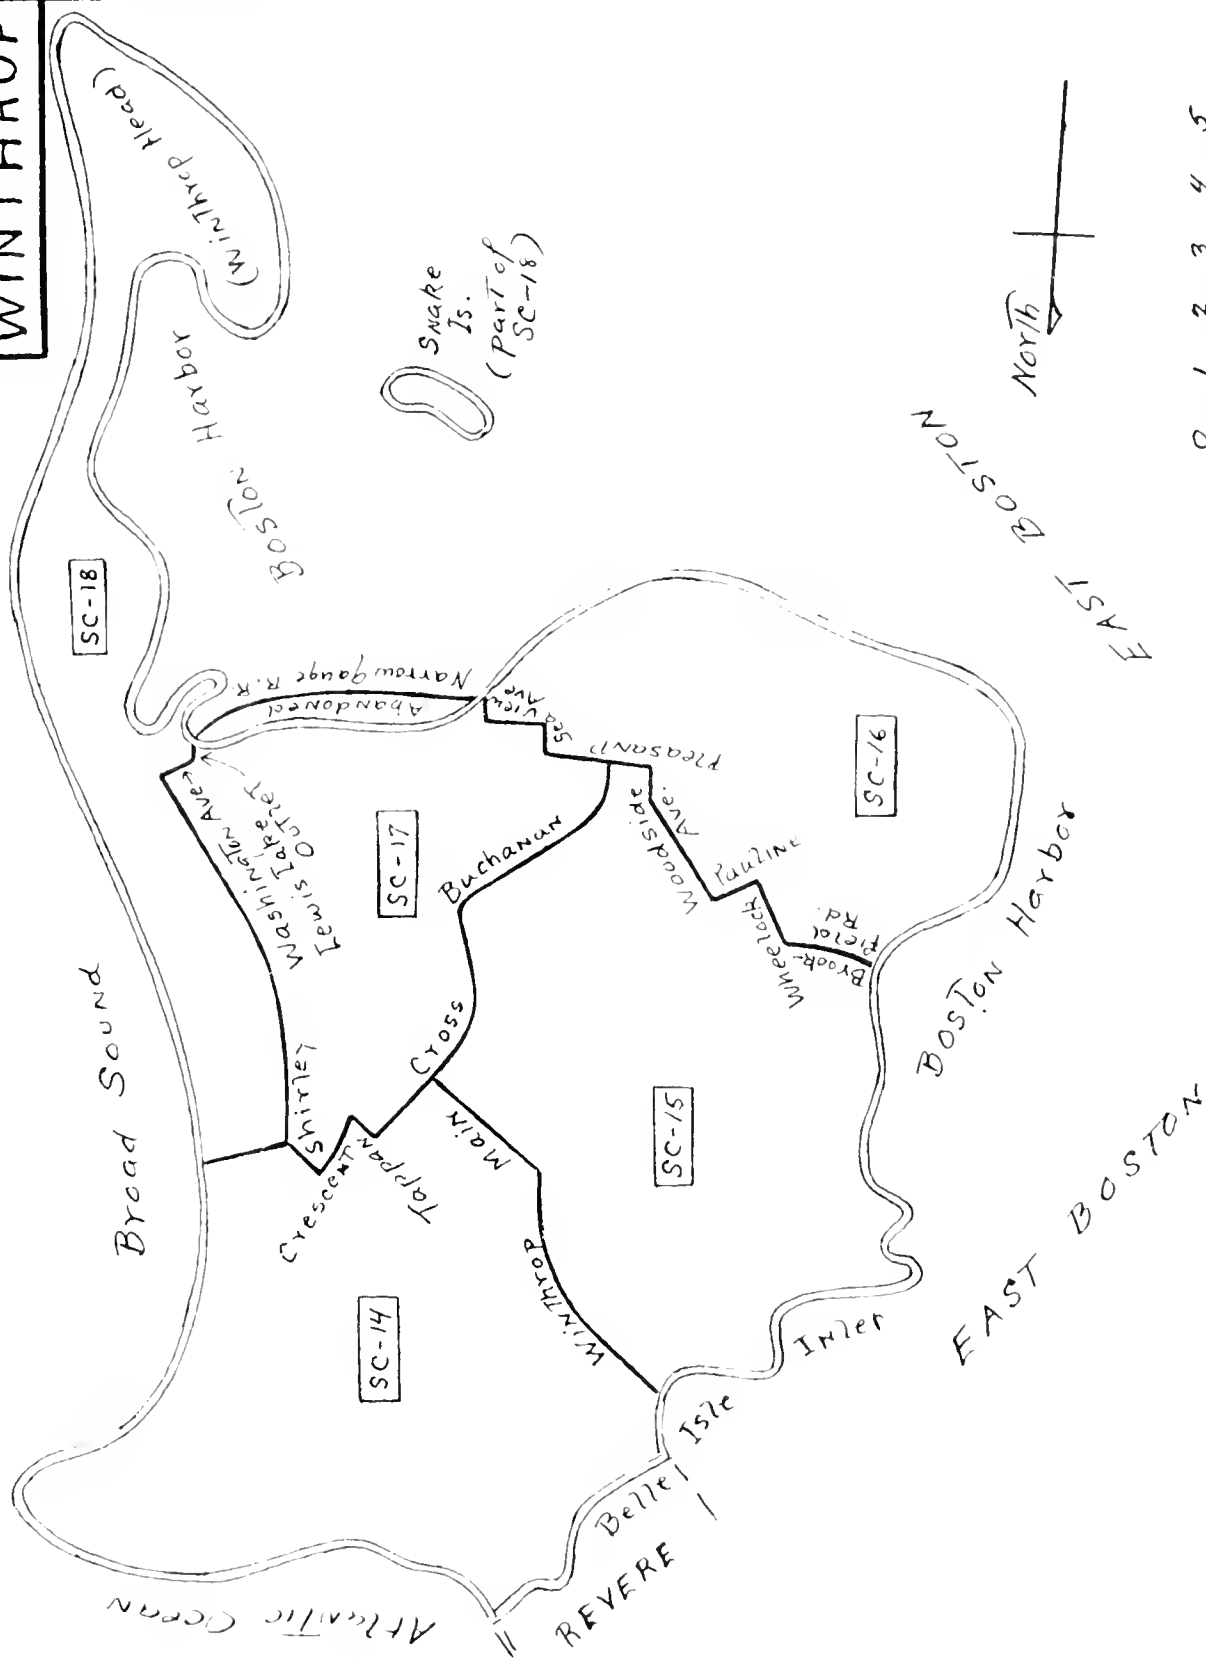 WINTHROP
(Winthrop Head)
Boston Harbor
Snake
Is.
(part of
SC-18)
North
0 1 2 3 4 5
SC-18
EAST BOSTON
Abandoned
Narrow gauge R.R.
Sea View
Ave
Pleasant
SC-16
Washington Ave
Lewis Lake
Outlet
SC-17
Buchanan
Woodside
Ave.
Pauline
Wheelock
Brook-
field
Rd.
Boston Harbor
Broad Sound
Shirley
Crescent
Tappan
Cross
Main
SC-15
Winthrop
SC-14
EAST BOSTON
Belle Isle Inlet
REVERE
Atlantic Ocean